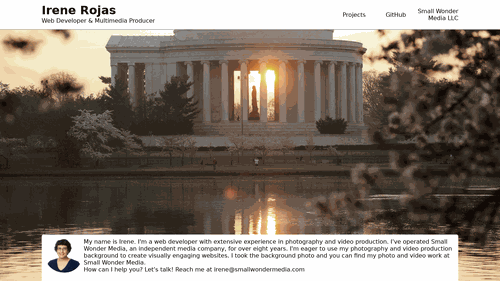 Irene Rojas
Web Developer & Multimedia Producer
Projects
GitHub
Small Wonder
Media LLC
My name is Irene. I'm a web developer with extensive experience in photography and video production. I've operated Small
Wonder Media, an independent media company, for over eight years. I'm eager to use my photography and video production
background to create visually engaging websites. I took the background photo and you can find my photo and video work at
Small Wonder Media.
How can I help you? Let's talk! Reach me at irene@smallwondermedia.com